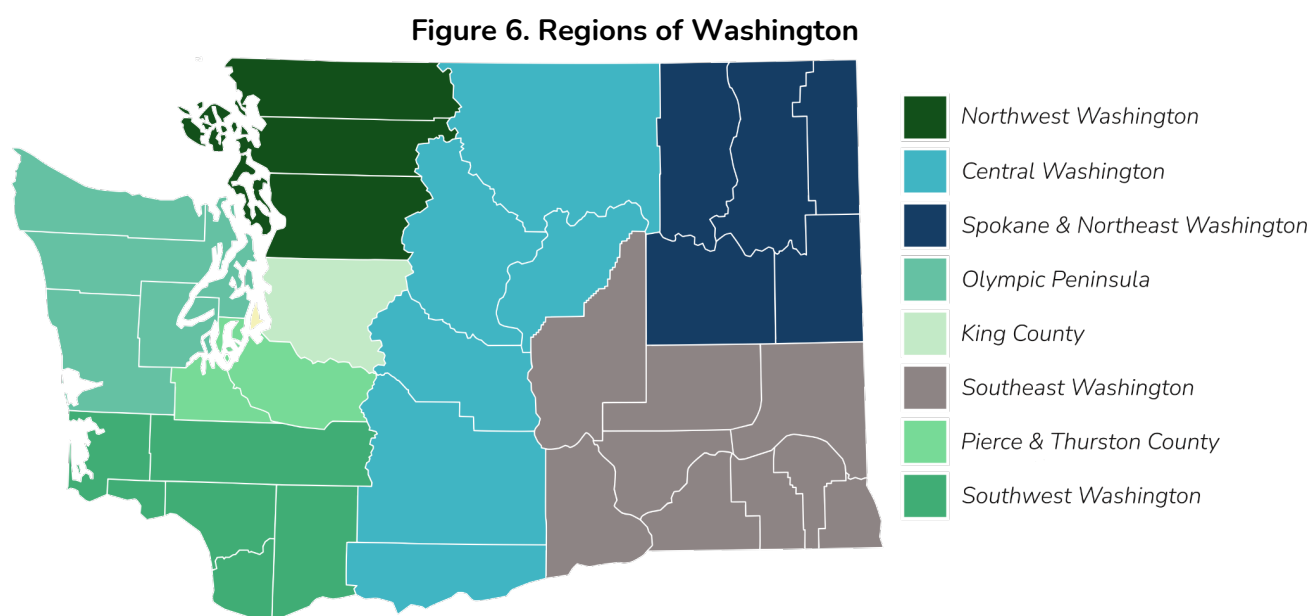 Figure 6. Regions of Washington
Northwest Washington
Central Washington
Spokane & Northeast Washington
Olympic Peninsula
King County
Southeast Washington
Pierce & Thurston County
Southwest Washington